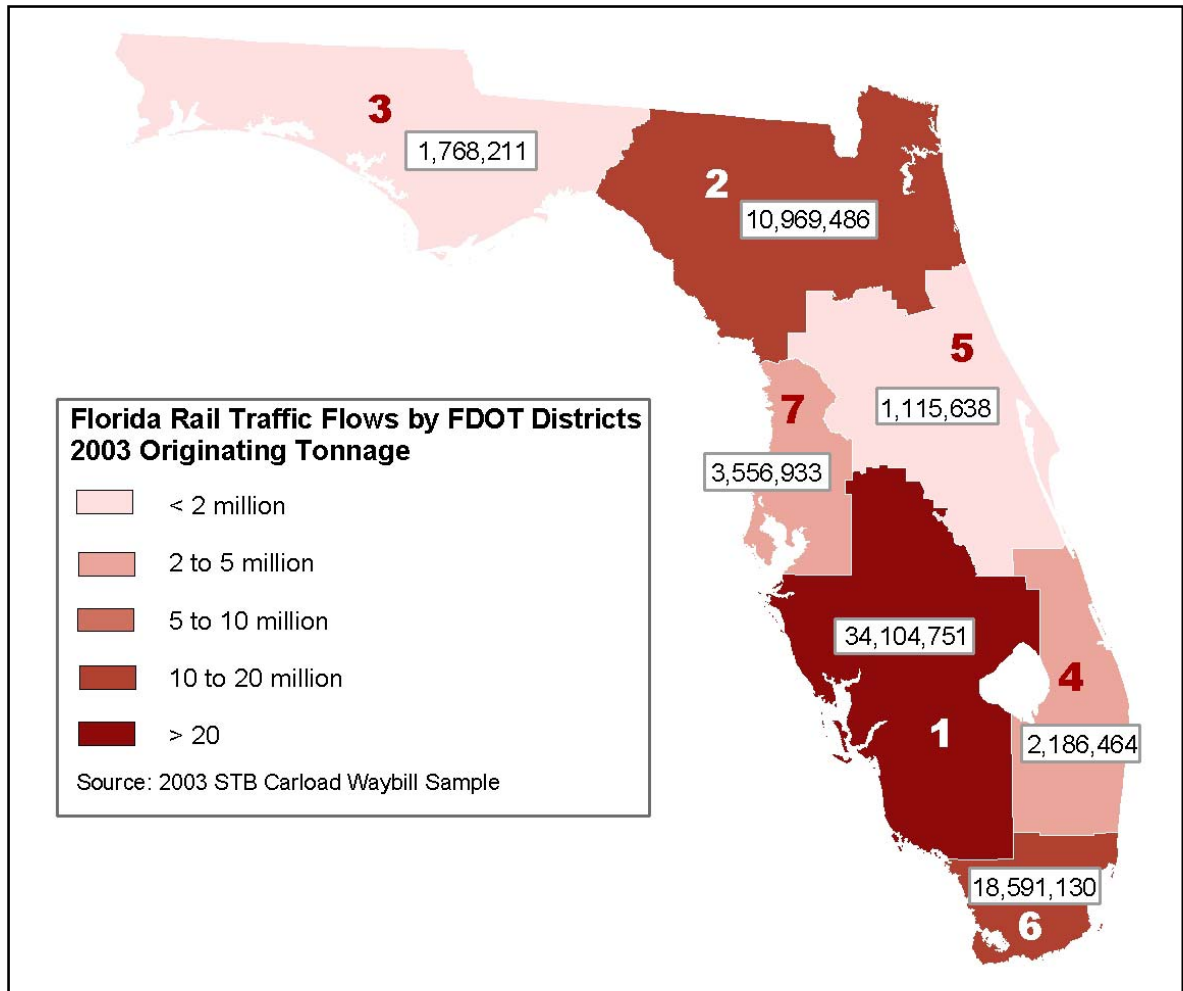 3
1,768,211
2
10,969,486
5
1,115,638
7
3,556,933
34,104,751
1
4
2,186,464
18,591,130
6
Florida Rail Traffic Flows by FDOT Districts
2003 Originating Tonnage
< 2 million
2 to 5 million
5 to 10 million
10 to 20 million
> 20
Source: 2003 STB Carload Waybill Sample